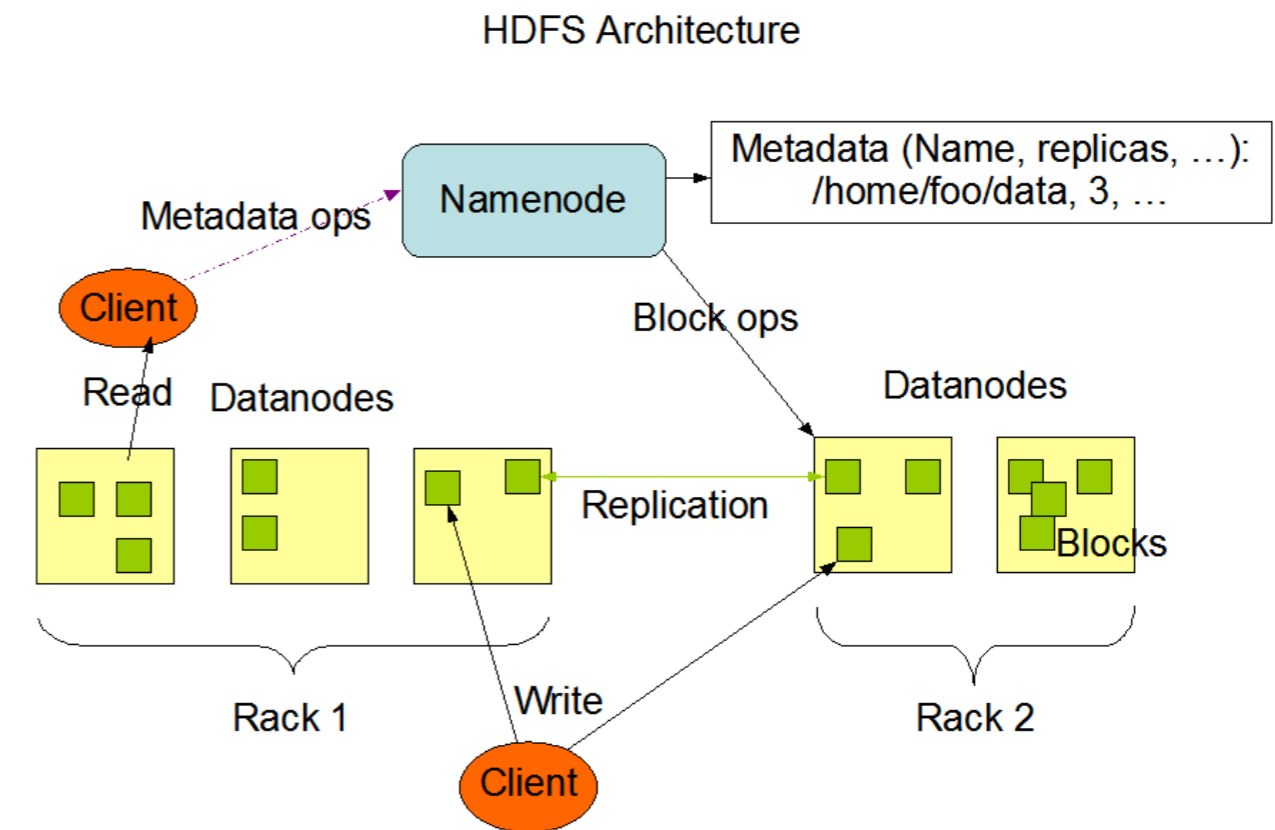 HDFS Architecture
Metadata (Name, replicas, …):
/home/foo/data, 3, …
Namenode
Metadata ops
Client
Block ops
Read
Datanodes
Datanodes
Replication
Blocks
Rack 1
Write
Rack 2
Client